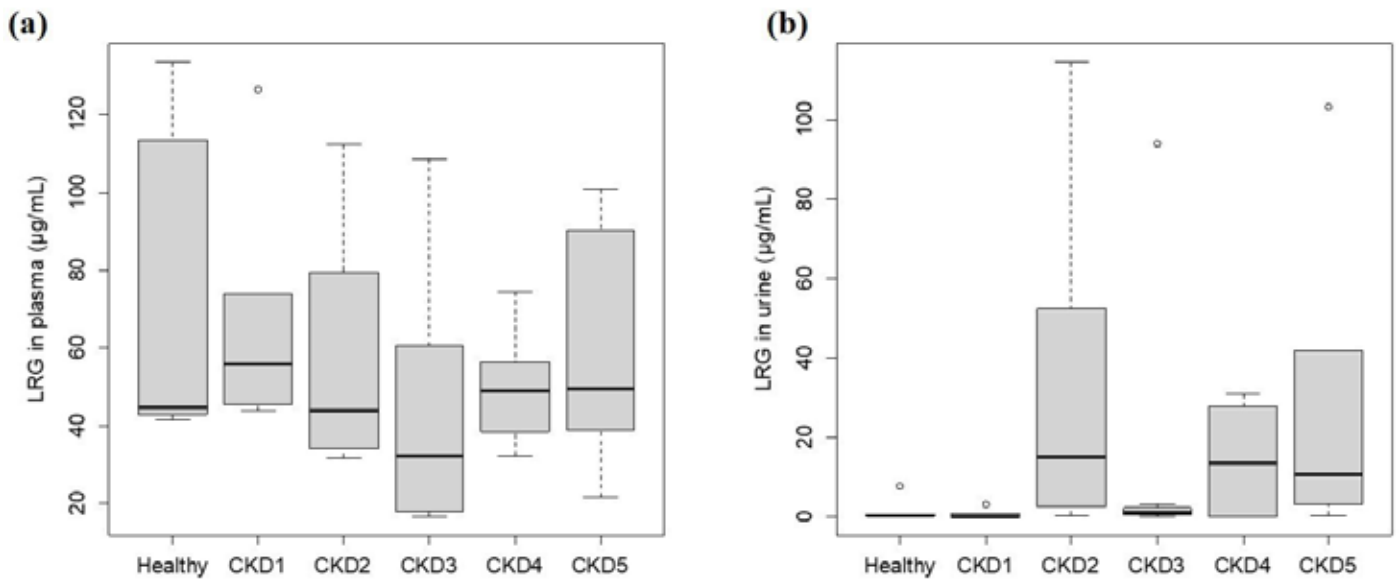 (a)
LRG in plasma (µg/mL)
120
100
80
60
40
20
Healthy CKD1 CKD2 CKD3 CKD4 CKD5
(b)
LRG in urine (µg/mL)
100
80
60
40
20
0
Healthy CKD1 CKD2 CKD3 CKD4 CKD5